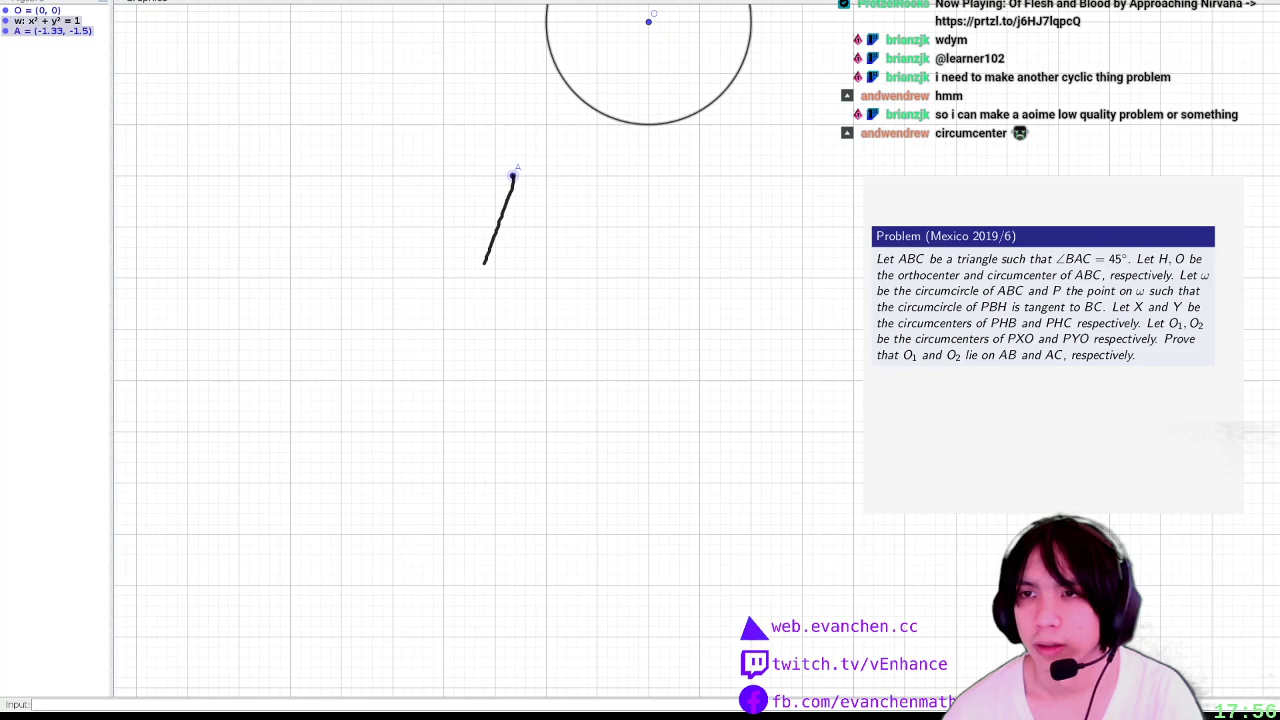 Algebra
Graphics
O = (0, 0)
w: x² + y² = 1
A = (-1.33, -1.5)
O
A
PretzelRocks Now Playing: Of Flesh and Blood by Approaching Nirvana ->
https://prtzl.to/j6HJ7lqpcQ
brianzjk wdym
brianzjk @learner102
brianzjk i need to make another cyclic thing problem
andwendrew hmm
brianzjk so i can make a aoime low quality problem or something
andwendrew circumcenter
Problem (Mexico 2019/6)
Let ABC be a triangle such that ∠BAC = 45°. Let H, O be
the orthocenter and circumcenter of ABC, respectively. Let ω
be the circumcircle of ABC and P the point on ω such that
the circumcircle of PBH is tangent to BC. Let X and Y be
the circumcenters of PHB and PHC respectively. Let O₁, O₂
be the circumcenters of PXO and PYO respectively. Prove
that O₁ and O₂ lie on AB and AC, respectively.
web.evanchen.cc
twitch.tv/vEnhance
fb.com/evanchenmath
Input:
17:56